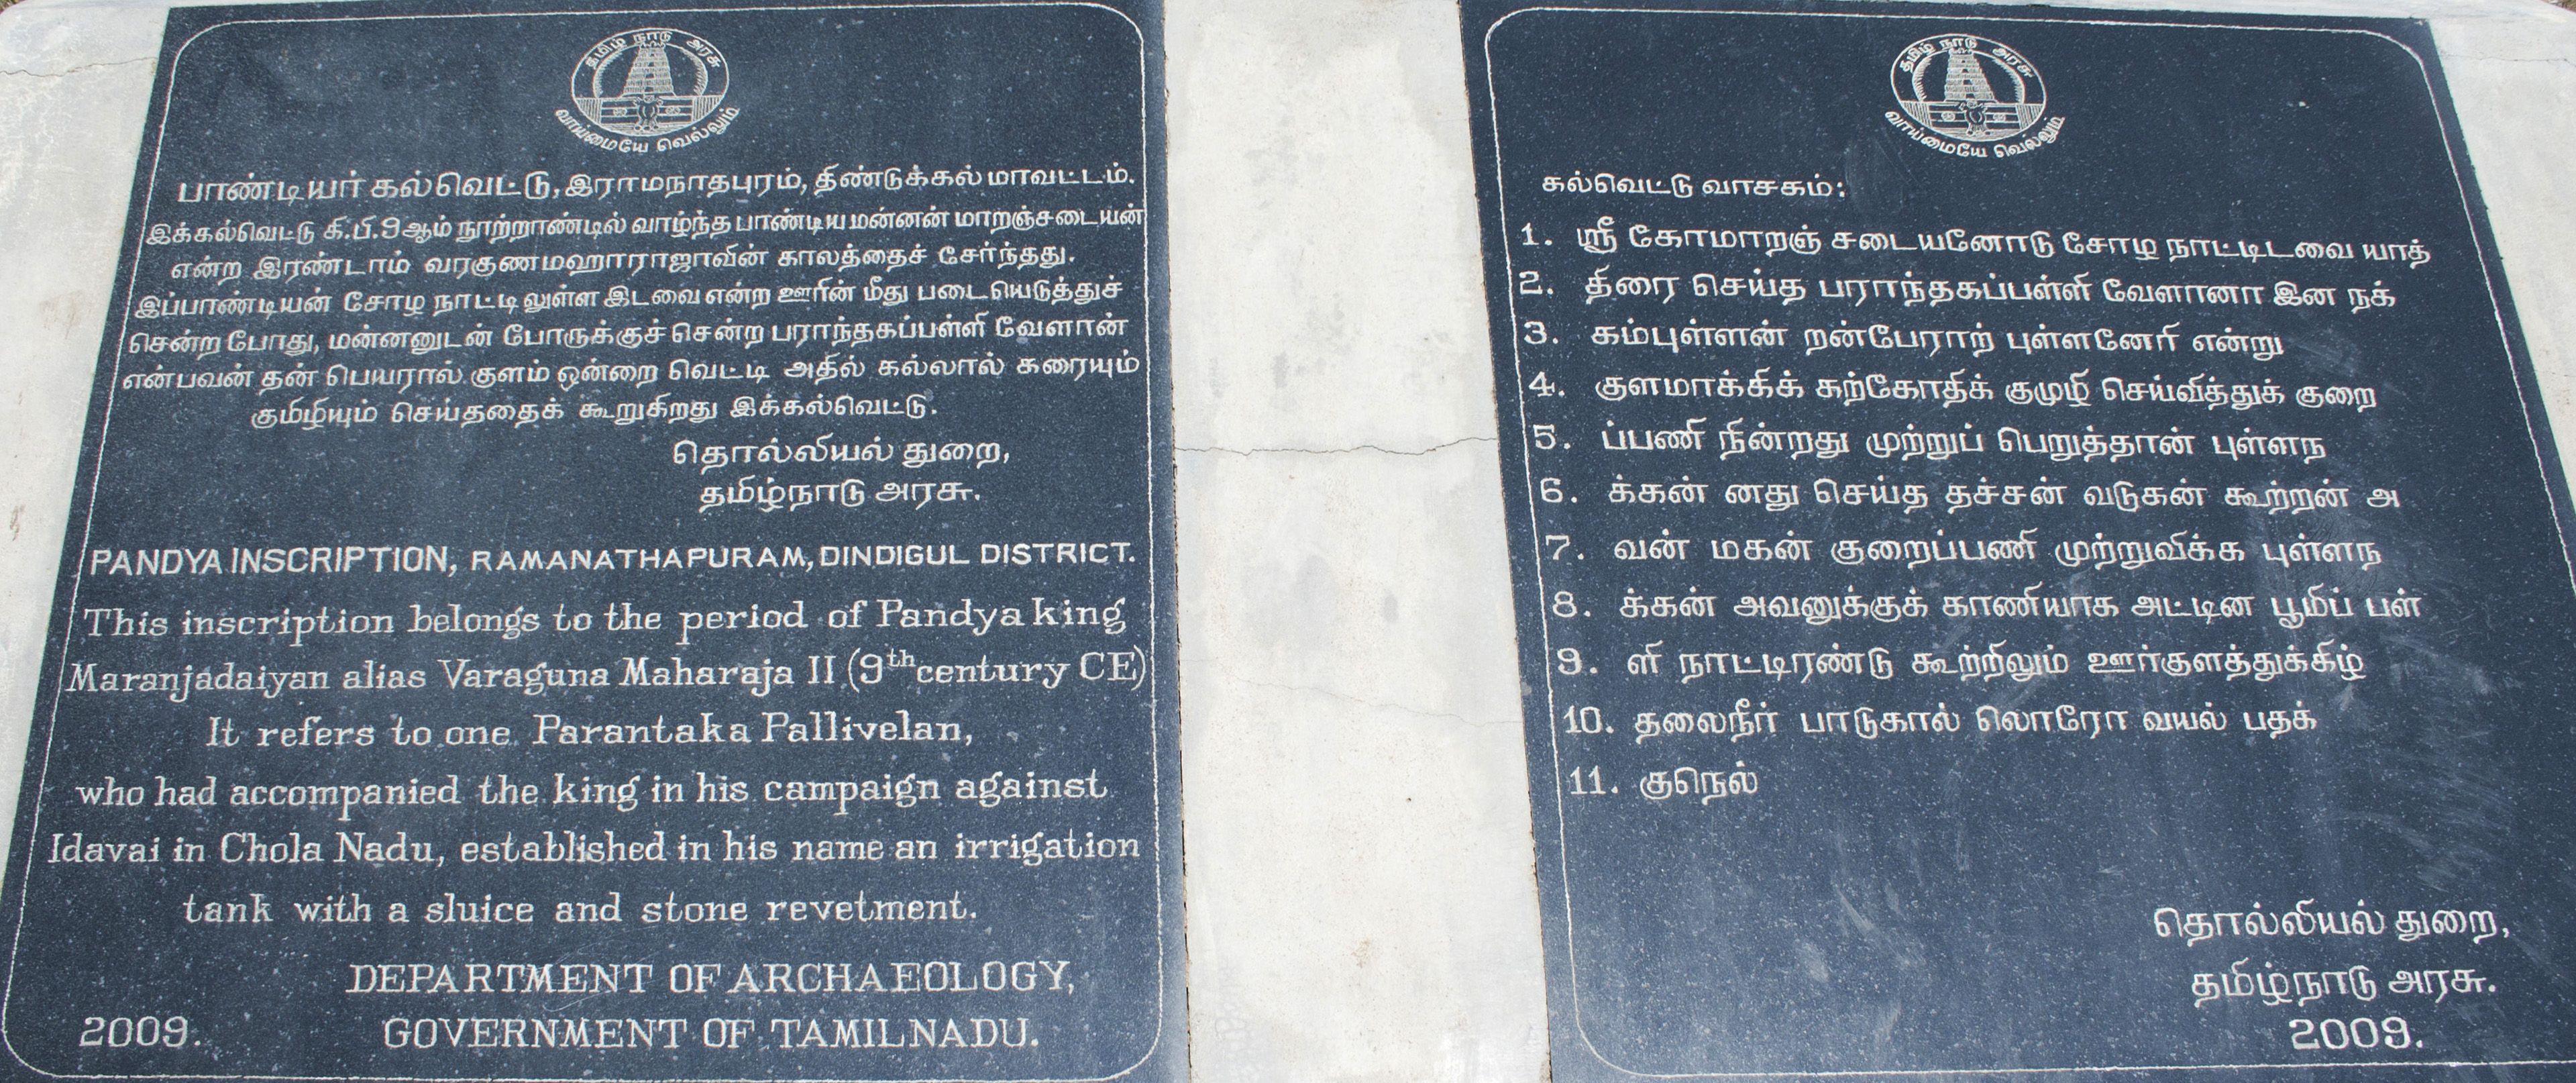 தமிழ் நாடு அரசு
வாய்மையே வெல்லும்
பாண்டியர் கல்வெட்டு, இராமநாதபுரம், திண்டுக்கல் மாவட்டம்.
இக்கல்வெட்டு கி.பி.9ஆம் நூற்றாண்டில் வாழ்ந்த பாண்டிய மன்னன் மாறஞ்சடையன்
என்ற இரண்டாம் வரகுணமஹாராஜாவின் காலத்தைச் சேர்ந்தது.
இப்பாண்டியன் சோழ நாட்டிலுள்ள இடவை என்ற ஊரின் மீது படையெடுத்துச்
சென்ற போது, மன்னனுடன் போருக்குச் சென்ற பராந்தகப்பள்ளி வேளான்
என்பவன் தன் பெயரால் குளம் ஒன்றை வெட்டி அதில் கல்லால் கரையும்
குமிழியும் செய்ததைக் கூறுகிறது இக்கல்வெட்டு.
தொல்லியல் துறை,
தமிழ்நாடு அரசு.
PANDYA INSCRIPTION, RAMANATHAPURAM, DINDIGUL DISTRICT.
This inscription belongs to the period of Pandya king
Maranjadaiyan alias Varaguna Maharaja II (9th century CE)
It refers to one Parantaka Pallivelan,
who had accompanied the king in his campaign against
Idavai in Chola Nadu, established in his name an irrigation
tank with a sluice and stone revetment.
DEPARTMENT OF ARCHAEOLOGY,
2009. GOVERNMENT OF TAMILNADU.
தமிழ் நாடு அரசு
வாய்மையே வெல்லும்
கல்வெட்டு வாசகம்:
1. ஸ்ரீ கோமாறஞ் சடையனோடு சோழ நாட்டிடவை யாத்
2. திரை செய்த பராந்தகப்பள்ளி வேளானா இன நக்
3. கம்புள்ளன் றன்பேராற் புள்ளனேரி என்று
4. குளமாக்கிக் கற்கோதிக் குமுழி செய்வித்துக் குறை
5. ப்பணி நின்றது முற்றுப் பெறுத்தான் புள்ளந
6. க்கன் னது செய்த தச்சன் வடுகன் கூற்றன் அ
7. வன் மகன் குறைப்பணி முற்றுவிக்க புள்ளந
8. க்கன் அவனுக்குக் காணியாக அட்டின பூமிப் பள்
9. ளி நாட்டிரண்டு கூற்றிலும் ஊர்குளத்துக்கிழ்
10. தலைநீர் பாடுகால் லொரோ வயல் பதக்
11. குநெல்
தொல்லியல் துறை,
தமிழ்நாடு அரசு.
2009.